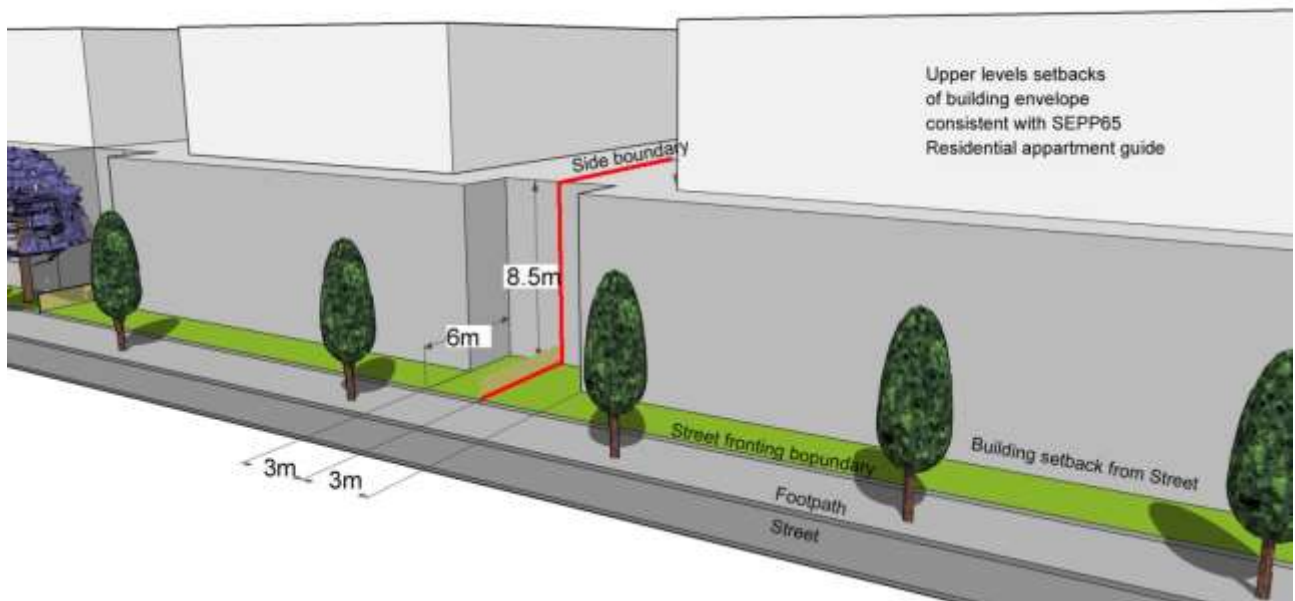 Upper levels setbacks
of building envelope
consistent with SEPP65
Residential appartment guide
Side boundary
8.5m
6m
3m
3m
Street fronting bopundary
Building setback from Street
Footpath
Street